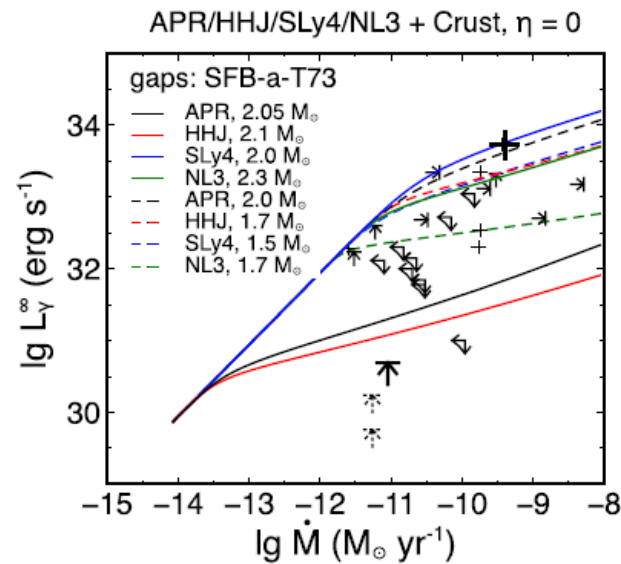 APR/HHJ/SLy4/NL3 + Crust, η = 0
gaps: SFB-a-T73
APR, 2.05 M☉
HHJ, 2.1 M☉
SLy4, 2.0 M☉
NL3, 2.3 M☉
APR, 2.0 M☉
HHJ, 1.7 M☉
SLy4, 1.5 M☉
NL3, 1.7 M☉
34
32
30
lg L∞γ (erg s⁻¹)
−15 −14 −13 −12 −11 −10 −9 −8
lg Ṁ (M☉ yr⁻¹)